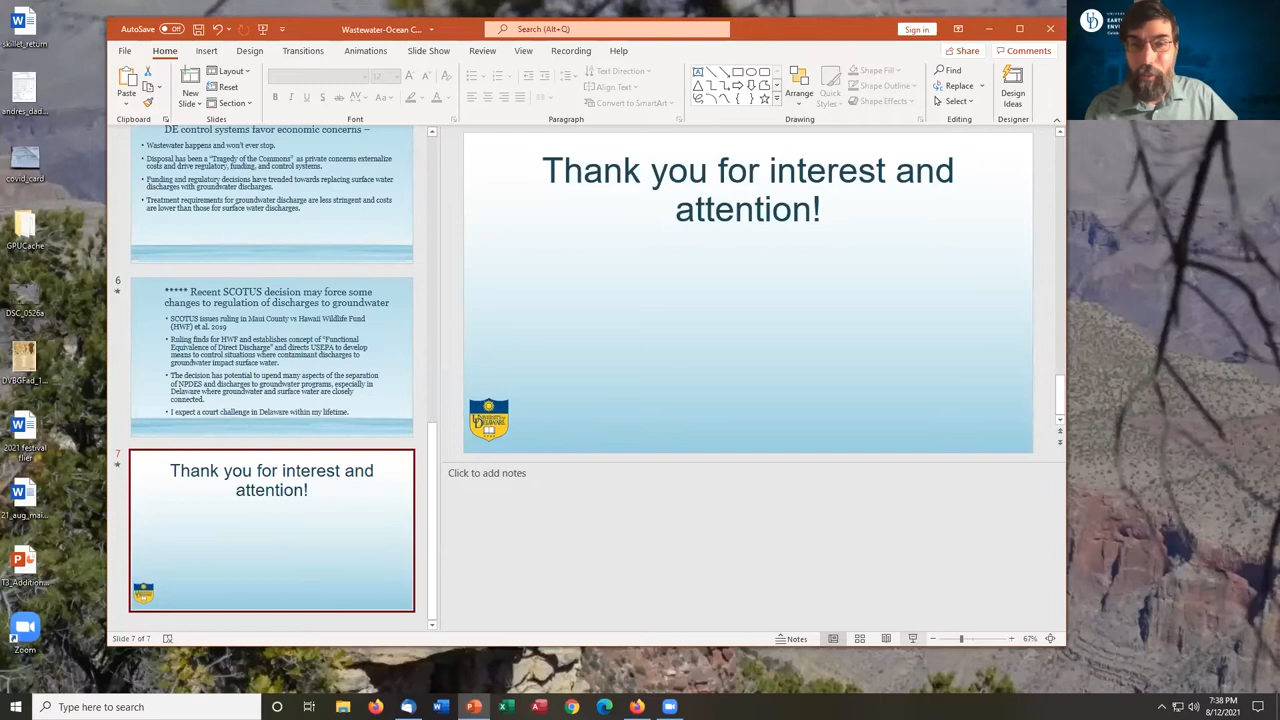 skillet_return
andres_dad...
covid_card
GPUCache
DSC_0526a
DVBGFad_1...
2021 festival
flier
21_aug_mai...
T3_Addition...
Zoom
AutoSave
Off
Wastewater-Ocean C...
Search (Alt+Q)
Sign in
File
Home
Insert
Design
Transitions
Animations
Slide Show
Review
View
Recording
Help
Share
Comments
Paste
New
Slide
Layout
Reset
Section
12
Text Direction
Align Text
Convert to SmartArt
Arrange
Quick
Styles
Shape Fill
Shape Outline
Shape Effects
Find
Replace
Select
Design
Ideas
Clipboard
Slides
Font
Paragraph
Drawing
Editing
Designer
DE control systems favor economic concerns –
• Wastewater happens and won't ever stop.
• Disposal has been a "Tragedy of the Commons" as private concerns externalize
costs and drive regulatory, funding, and control systems.
• Funding and regulatory decisions have trended towards replacing surface water
discharges with groundwater discharges.
• Treatment requirements for groundwater discharge are less stringent and costs
are lower than those for surface water discharges.
6
***** Recent SCOTUS decision may force some
changes to regulation of discharges to groundwater
• SCOTUS issues ruling in Maui County vs Hawaii Wildlife Fund
(HWF) et al. 2019
• Ruling finds for HWF and establishes concept of "Functional
Equivalence of Direct Discharge" and directs USEPA to develop
means to control situations where contaminant discharges to
groundwater impact surface water.
• The decision has potential to upend many aspects of the separation
of NPDES and discharges to groundwater programs, especially in
Delaware where groundwater and surface water are closely
connected.
• I expect a court challenge in Delaware within my lifetime.
7
Thank you for interest and
attention!
Thank you for interest and
attention!
Click to add notes
Slide 7 of 7
Notes
67%
Type here to search
7:38 PM
8/12/2021